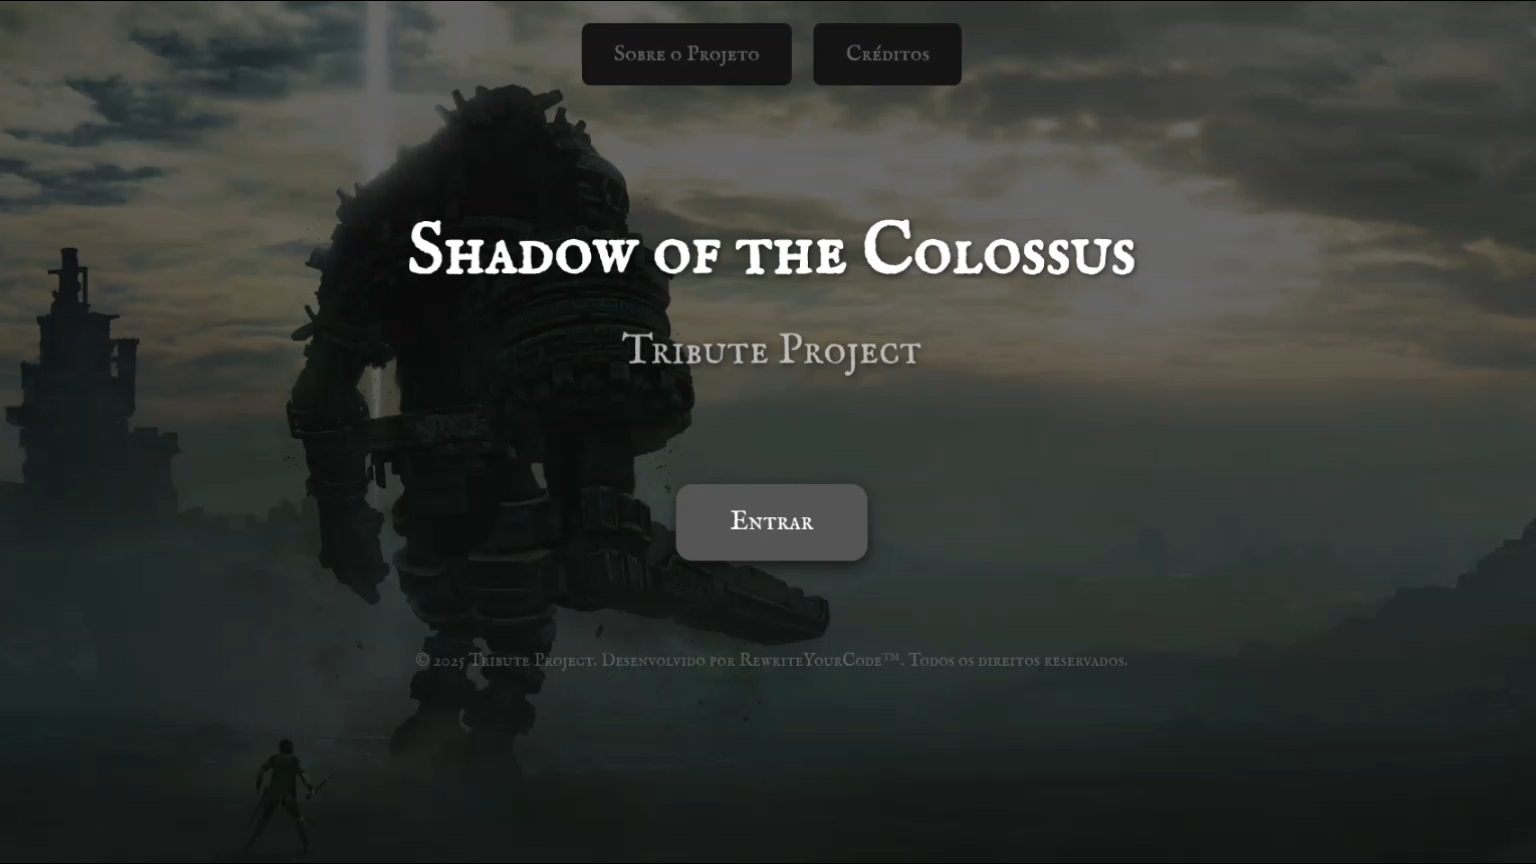 Sobre o Projeto
Créditos
Shadow of the Colossus
Tribute Project
Entrar
© 2025 Tribute Project. Desenvolvido por RewriteYourCode™. Todos os direitos reservados.